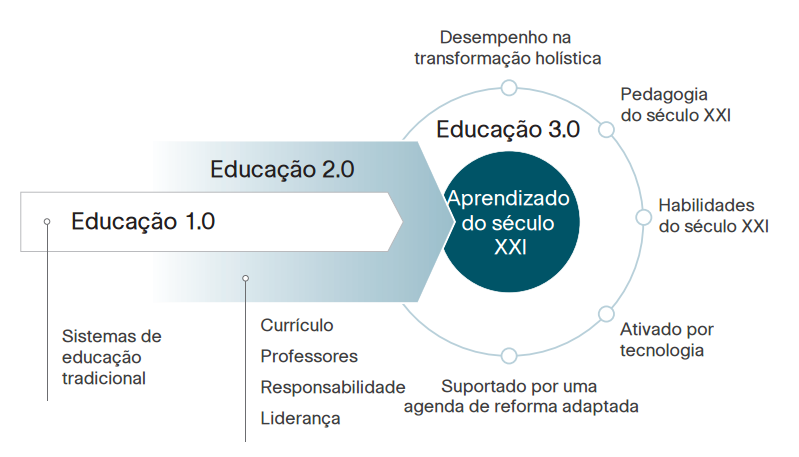 Desempenho na
transformação holística
Pedagogia
do século XXI
Educação 3.0
Educação 2.0
Aprendizado
do século
XXI
Habilidades
do século XXI
Educação 1.0
Sistemas de
educação
tradicional
Currículo
Professores
Responsabilidade
Liderança
Ativado por
tecnologia
Suportado por uma
agenda de reforma adaptada